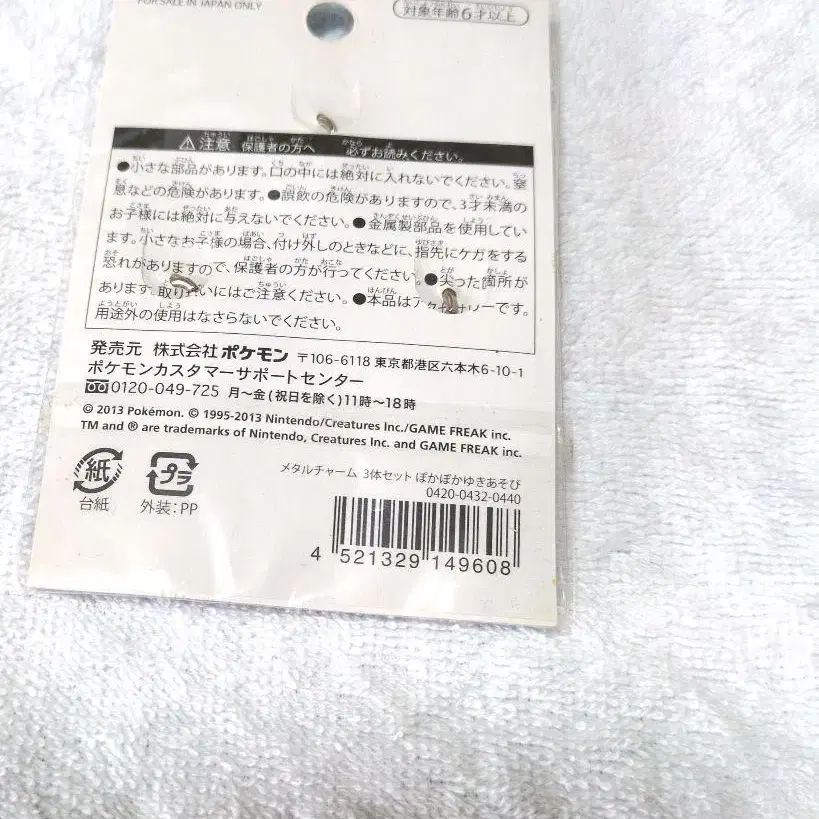 FOR SALE IN JAPAN ONLY
対象年齢6才以上
⚠注意 保護者の方へ 必ずお読みください。
●小さな部品があります。口の中には絶対に入れないでください。窒
息などの危険があります。●誤飲の危険がありますので、3才未満の
お子様には絶対に与えないでください。●金属製部品を使用してい
ます。小さなお子様の場合、付け外しのときなどに、指先にケガをする
恐れがありますので、保護者の方が行ってください。●尖った箇所が
あります。取り扱いにはご注意ください。●本品はアクセサリーです。
用途外の使用はなさらないでください。
発売元 株式会社ポケモン 〒106-6118 東京都港区六本木6-10-1
ポケモンカスタマーサポートセンター
0120-049-725 月〜金(祝日を除く)11時〜18時
© 2013 Pokémon. © 1995-2013 Nintendo/Creatures Inc./GAME FREAK inc.
TM and ® are trademarks of Nintendo, Creatures Inc. and GAME FREAK inc.
紙 プラ
台紙 外装:PP
メタルチャーム 3体セット ぽかぽかゆきあそび
0420-0432-0440
4 521329 149608